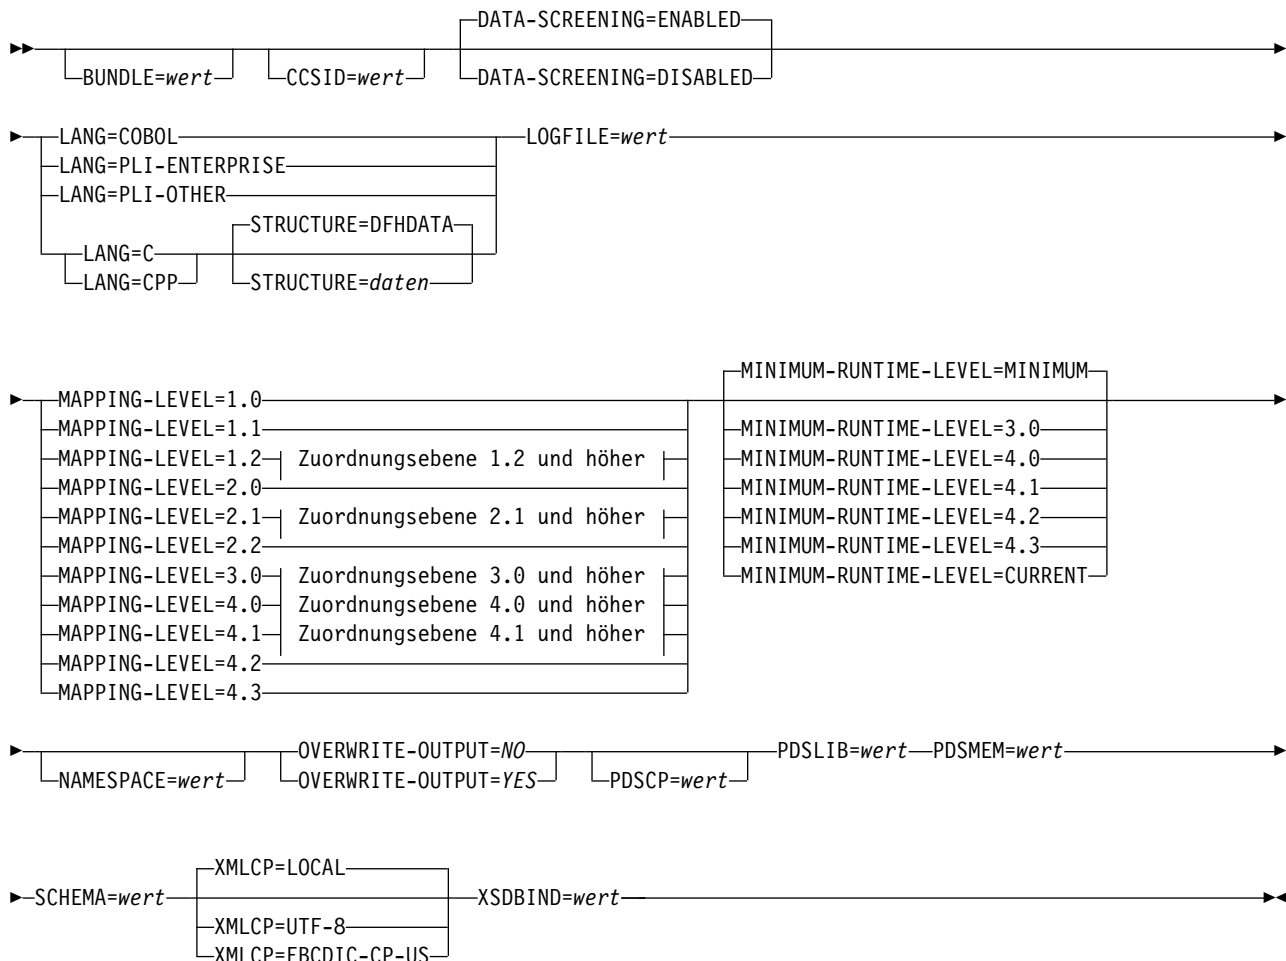 DATA-SCREENING=ENABLED
BUNDLE=wert CCSID=wert DATA-SCREENING=DISABLED
LANG=COBOL LOGFILE=wert
LANG=PLI-ENTERPRISE
LANG=PLI-OTHER
STRUCTURE=DFHDATA
LANG=C
LANG=CPP STRUCTURE=daten
MINIMUM-RUNTIME-LEVEL=MINIMUM
MAPPING-LEVEL=1.0
MAPPING-LEVEL=1.1 MINIMUM-RUNTIME-LEVEL=3.0
MAPPING-LEVEL=1.2 Zuordnungsebene 1.2 und höher MINIMUM-RUNTIME-LEVEL=4.0
MAPPING-LEVEL=2.0 MINIMUM-RUNTIME-LEVEL=4.1
MAPPING-LEVEL=2.1 Zuordnungsebene 2.1 und höher MINIMUM-RUNTIME-LEVEL=4.2
MAPPING-LEVEL=2.2 MINIMUM-RUNTIME-LEVEL=4.3
MAPPING-LEVEL=3.0 Zuordnungsebene 3.0 und höher MINIMUM-RUNTIME-LEVEL=CURRENT
MAPPING-LEVEL=4.0 Zuordnungsebene 4.0 und höher
MAPPING-LEVEL=4.1 Zuordnungsebene 4.1 und höher
MAPPING-LEVEL=4.2
MAPPING-LEVEL=4.3
OVERWRITE-OUTPUT=NO PDSLIB=wert PDSMEM=wert
NAMESPACE=wert OVERWRITE-OUTPUT=YES PDSCP=wert
XMLCP=LOCAL
SCHEMA=wert XSDBIND=wert
XMLCP=UTF-8
XMLCP=EBCDIC-CP-US